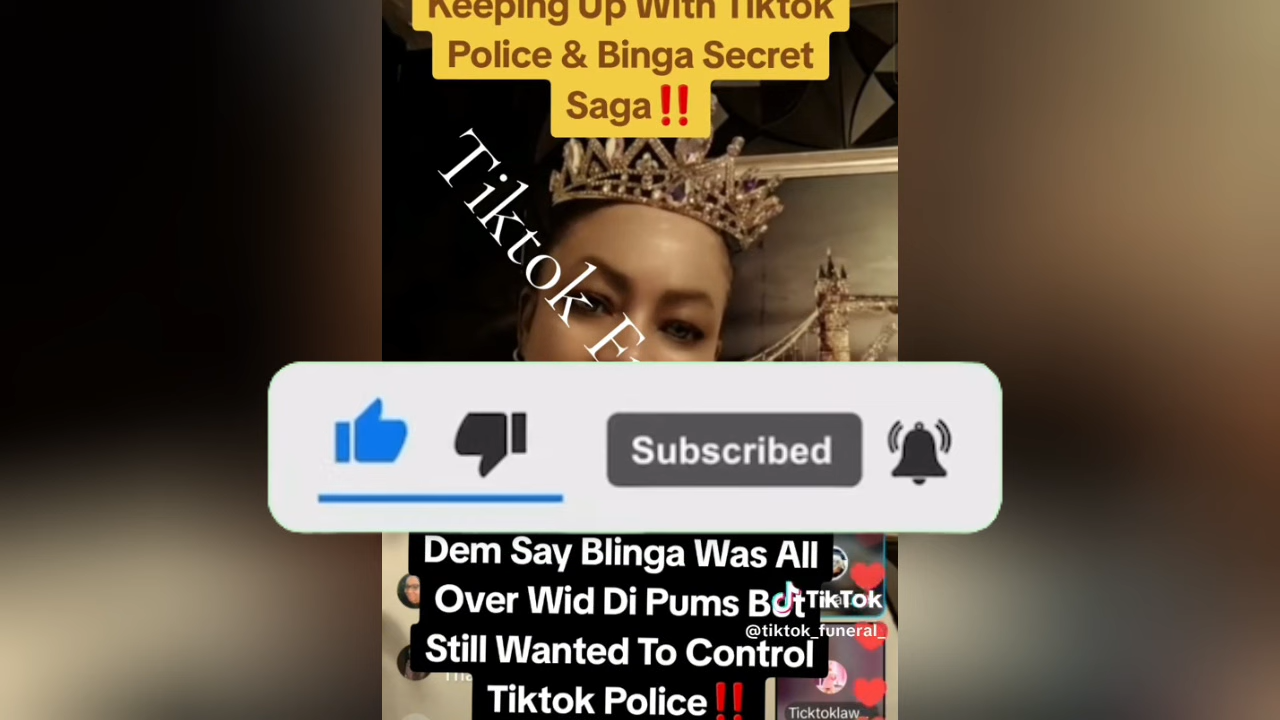 Keeping Up With Tiktok
Police & Binga Secret
Saga‼️
Tiktok
Subscribed
Dem Say Blinga Was All
Over Wid Di Pums But
Still Wanted To Control
Tiktok Police‼️
TikTok
@tiktok_funeral_
Ticktoklaw...